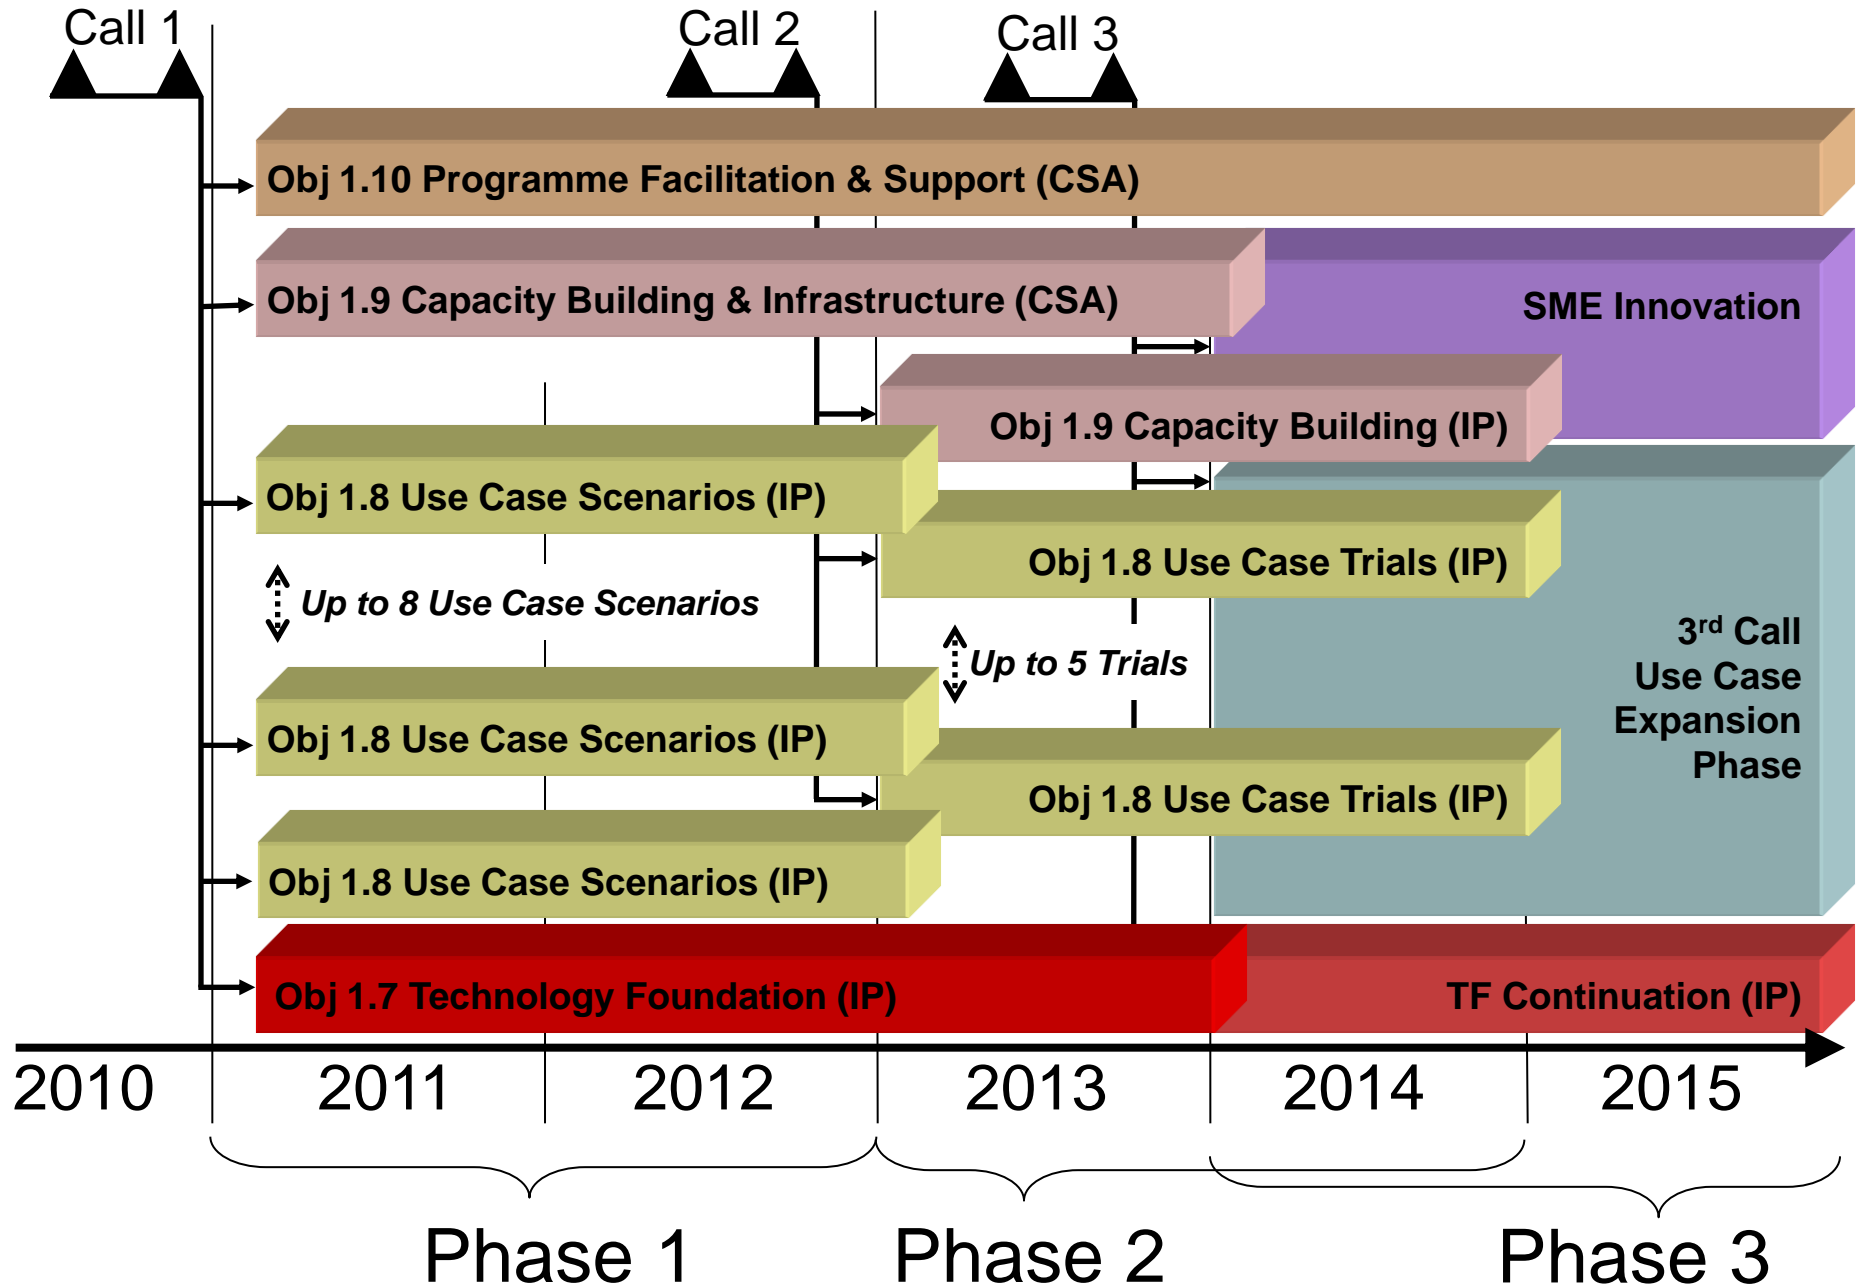 Call 1
Call 2
Call 3
Obj 1.10 Programme Facilitation & Support (CSA)
Obj 1.9 Capacity Building & Infrastructure (CSA)
SME Innovation
Obj 1.9 Capacity Building (IP)
Obj 1.8 Use Case Scenarios (IP)
Obj 1.8 Use Case Trials (IP)
Up to 8 Use Case Scenarios
Up to 5 Trials
3rd Call
Use Case
Expansion
Phase
Obj 1.8 Use Case Scenarios (IP)
Obj 1.8 Use Case Trials (IP)
Obj 1.8 Use Case Scenarios (IP)
Obj 1.7 Technology Foundation (IP)
TF Continuation (IP)
2010
2011
2012
2013
2014
2015
Phase 1
Phase 2
Phase 3